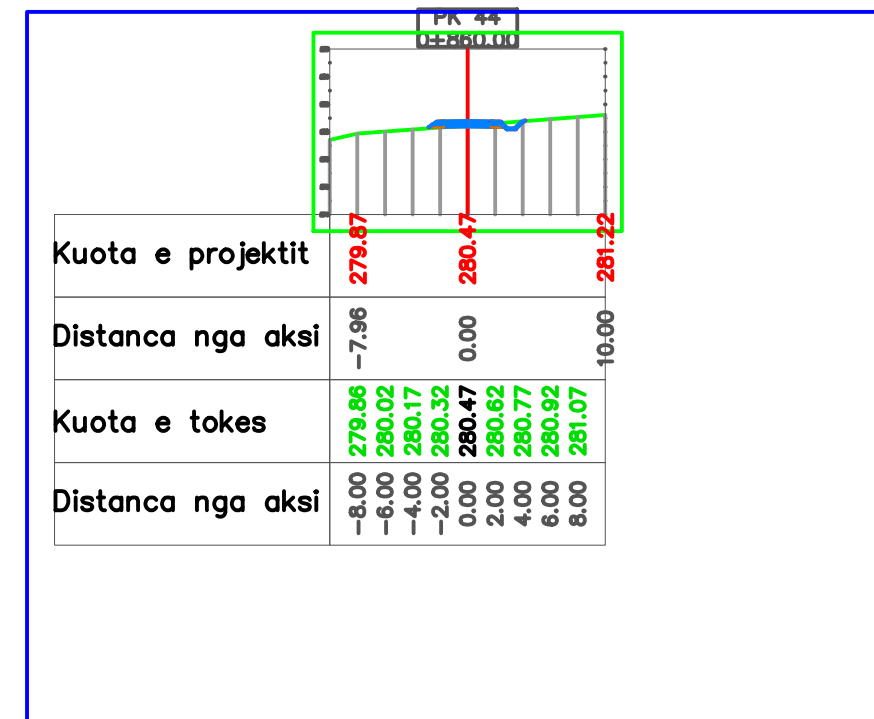 PK 44
0+860.00
Kuota e projektit 279.87 280.47 281.22
Distanca nga aksi -7.96 0.00 10.00
Kuota e tokes 279.86 280.02 280.17 280.32 280.47 280.62 280.77 280.92 281.07
Distanca nga aksi -8.00 -6.00 -4.00 -2.00 0.00 2.00 4.00 6.00 8.00